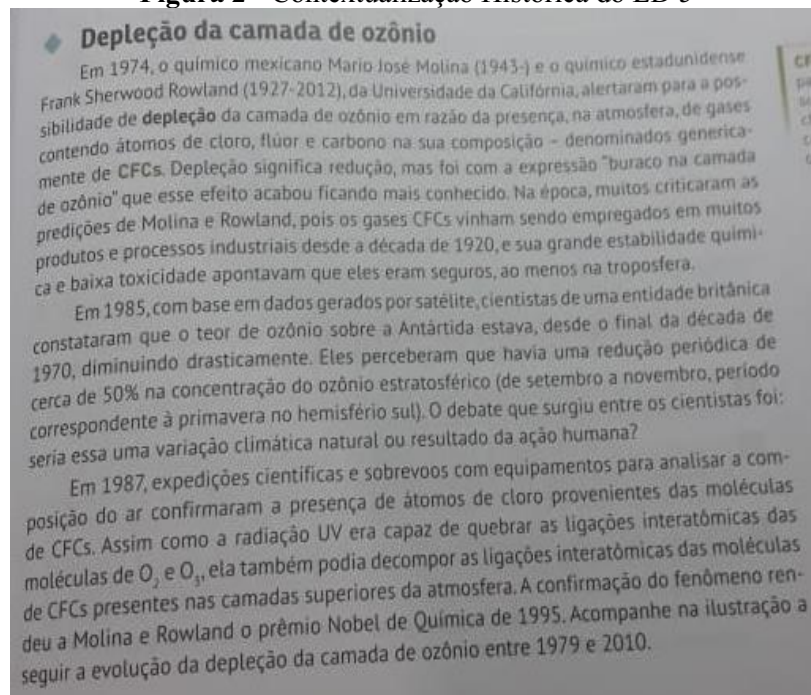 Depleção da camada de ozônio
Em 1974, o químico mexicano Mario José Molina (1943-) e o químico estadunidense
Frank Sherwood Rowland (1927-2012), da Universidade da Califórnia, alertaram para a pos-
sibilidade de depleção da camada de ozônio em razão da presença, na atmosfera, de gases
contendo átomos de cloro, flúor e carbono na sua composição – denominados generica-
mente de CFCs. Depleção significa redução, mas foi com a expressão "buraco na camada
de ozônio" que esse efeito acabou ficando mais conhecido. Na época, muitos criticaram as
predições de Molina e Rowland, pois os gases CFCs vinham sendo empregados em muitos
produtos e processos industriais desde a década de 1920, e sua grande estabilidade quími-
ca e baixa toxicidade apontavam que eles eram seguros, ao menos na troposfera.
Em 1985, com base em dados gerados por satélite, cientistas de uma entidade britânica
constataram que o teor de ozônio sobre a Antártida estava, desde o final da década de
1970, diminuindo drasticamente. Eles perceberam que havia uma redução periódica de
cerca de 50% na concentração do ozônio estratosférico (de setembro a novembro, período
correspondente à primavera no hemisfério sul). O debate que surgiu entre os cientistas foi:
seria essa uma variação climática natural ou resultado da ação humana?
Em 1987, expedições científicas e sobrevoos com equipamentos para analisar a com-
posição do ar confirmaram a presença de átomos de cloro provenientes das moléculas
de CFCs. Assim como a radiação UV era capaz de quebrar as ligações interatômicas das
moléculas de O₂ e O₃, ela também podia decompor as ligações interatômicas das moléculas
de CFCs presentes nas camadas superiores da atmosfera. A confirmação do fenômeno ren-
deu a Molina e Rowland o prêmio Nobel de Química de 1995. Acompanhe na ilustração a
seguir a evolução da depleção da camada de ozônio entre 1979 e 2010.